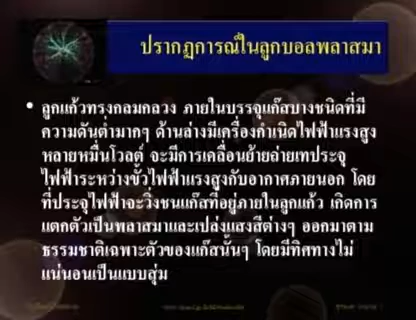 ปรากฏการณ์ในลูกบอลพลาสมา
• ลูกแก้วทรงกลมกลวง ภายในบรรจุแก๊สบางชนิดที่มี
ความดันต่ำมากๆ ด้านล่างมีเครื่องกำเนิดไฟฟ้าแรงสูง
หลายหมื่นโวลต์ จะมีการเคลื่อนย้ายถ่ายเทประจุ
ไฟฟ้าระหว่างขั้วไฟฟ้าแรงสูงกับอากาศภายนอก โดย
ที่ประจุไฟฟ้าจะวิ่งชนแก๊สที่อยู่ภายในลูกแก้ว เกิดการ
แตกตัวเป็นพลาสมาและเปล่งแสงสีต่างๆ ออกมาตาม
ธรรมชาติเฉพาะตัวของแก๊สนั้นๆ โดยมีทิศทางไม่
แน่นอนเป็นแบบสุ่ม